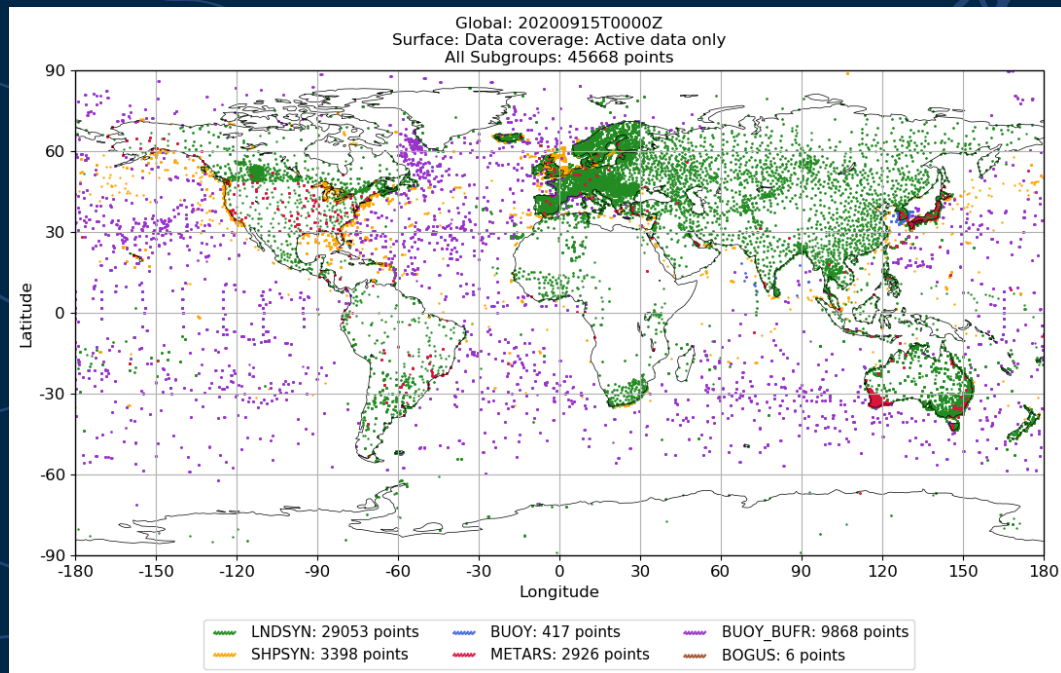 Global: 20200915T0000Z
Surface: Data coverage: Active data only
All Subgroups: 45668 points
90
60
30
0
-30
-60
-90
Latitude
-180 -150 -120 -90 -60 -30 0 30 60 90 120 150 180
Longitude
LNDSYN: 29053 points BUOY: 417 points BUOY_BUFR: 9868 points
SHPSYN: 3398 points METARS: 2926 points BOGUS: 6 points